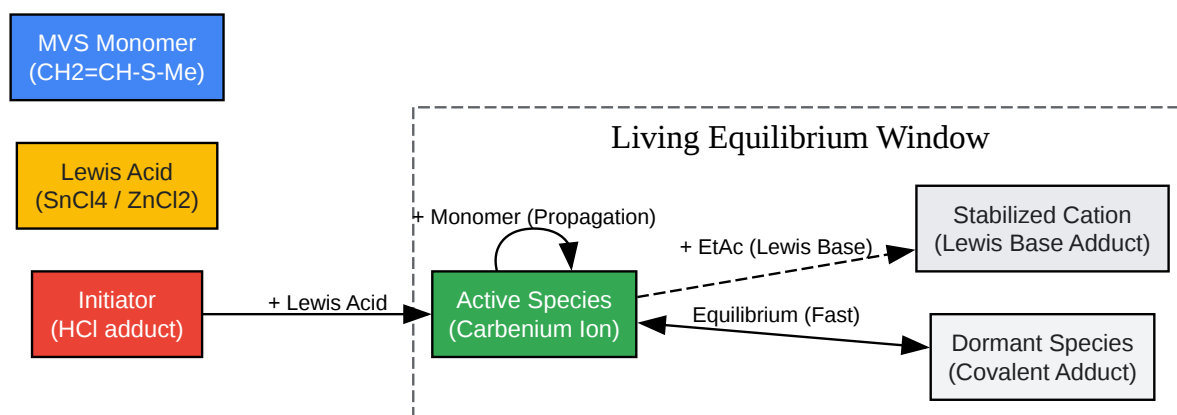 MVS Monomer
(CH2=CH-S-Me)
Lewis Acid
(SnCl4 / ZnCl2)
Initiator
(HCl adduct)
+ Lewis Acid
Living Equilibrium Window
+ Monomer (Propagation)
Active Species
(Carbenium Ion)
+ EtAc (Lewis Base)
Equilibrium (Fast)
Stabilized Cation
(Lewis Base Adduct)
Dormant Species
(Covalent Adduct)